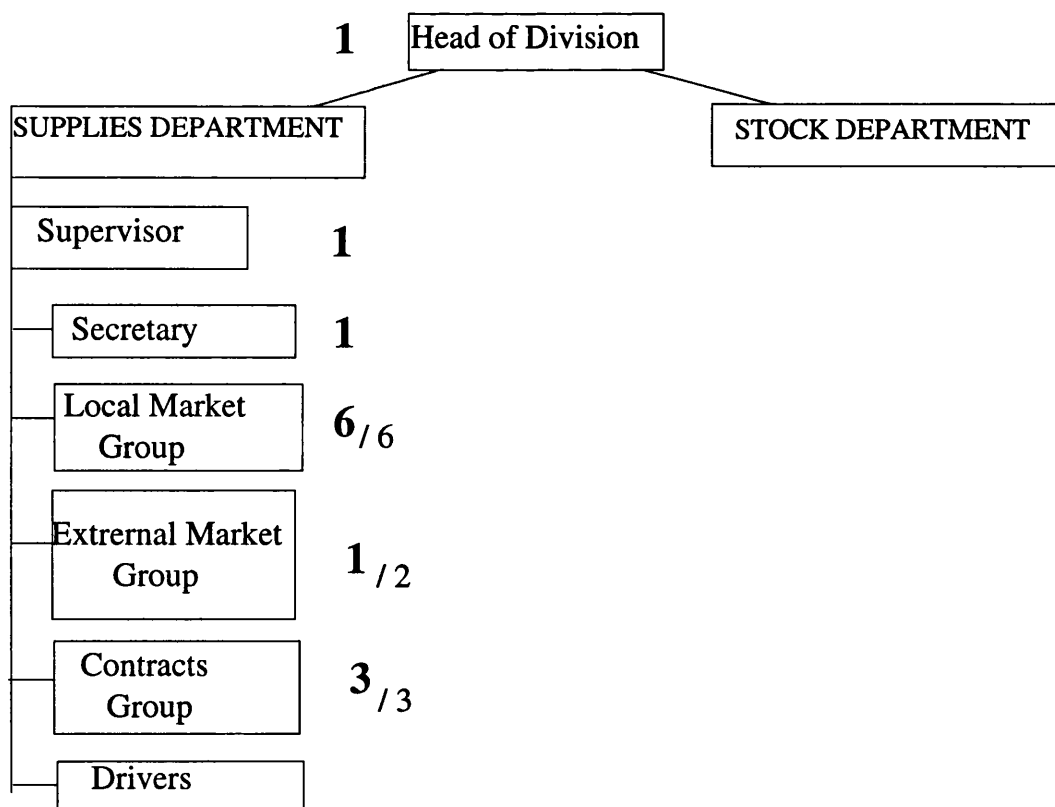 1 Head of Division
SUPPLIES DEPARTMENT
STOCK DEPARTMENT
Supervisor 1
Secretary 1
Local Market
Group
6 / 6
Extrernal Market
Group
1 / 2
Contracts
Group
3 / 3
Drivers